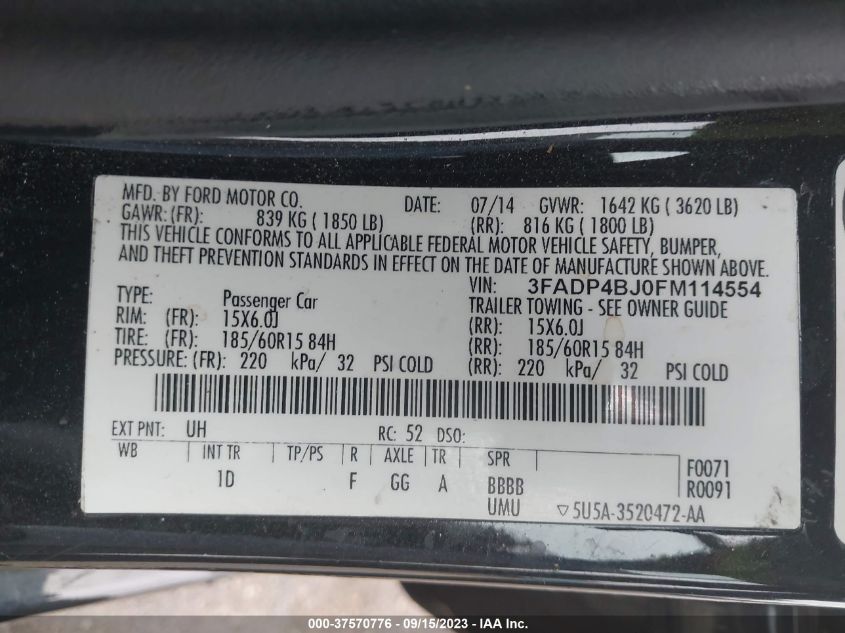 MFD. BY FORD MOTOR CO. DATE: 07/14 GVWR: 1642 KG ( 3620 LB)
GAWR: (FR): 839 KG ( 1850 LB) (RR): 816 KG ( 1800 LB)
THIS VEHICLE CONFORMS TO ALL APPLICABLE FEDERAL MOTOR VEHICLE SAFETY, BUMPER,
AND THEFT PREVENTION STANDARDS IN EFFECT ON THE DATE OF MANUFACTURE SHOWN ABOVE.
VIN: 3FADP4BJ0FM114554
TYPE: Passenger Car TRAILER TOWING - SEE OWNER GUIDE
RIM: (FR): 15X6.0J (RR): 15X6.0J
TIRE: (FR): 185/60R15 84H (RR): 185/60R15 84H
PRESSURE: (FR): 220 kPa/ 32 PSI COLD (RR): 220 kPa/ 32 PSI COLD
EXT PNT: UH RC: 52 DSO:
WB INT TR TP/PS R AXLE TR SPR F0071
1D F GG A BBBB R0091
UMU ▽5U5A-3520472-AA
000-37570776 - 09/15/2023 - IAA Inc.